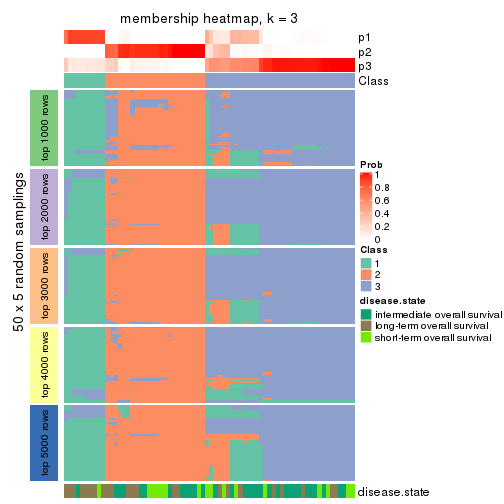 membership heatmap, k = 3
p1
p2
p3
Class
50 x 5 random samplings
top 1000 rows
top 2000 rows
top 3000 rows
top 4000 rows
top 5000 rows
Prob
1
0.8
0.6
0.4
0.2
0
Class
1
2
3
disease.state
intermediate overall survival
long-term overall survival
short-term overall survival
disease.state